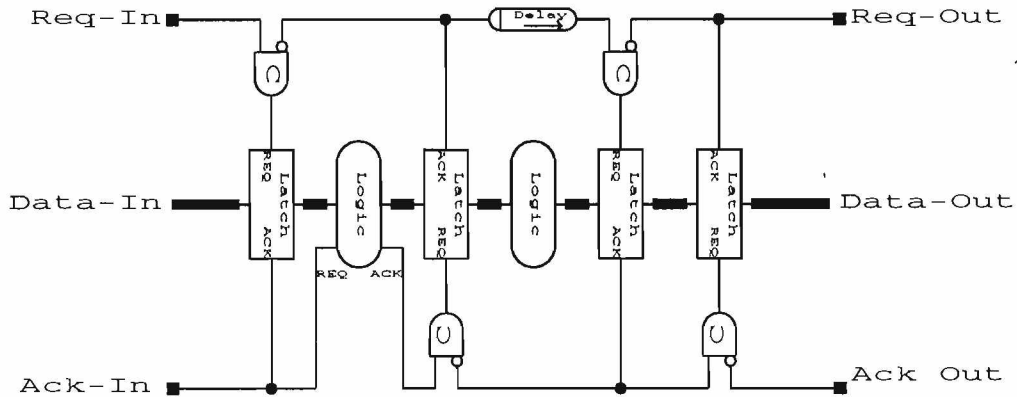 Req-In
Delay
Req-Out
C
C
REQ
Latch
ACK
Logic
ACK
Latch
REQ
Logic
REQ
Latch
ACK
ACK
Latch
REQ
Data-In
Data-Out
REQ ACK
C
C
Ack-In
Ack Out